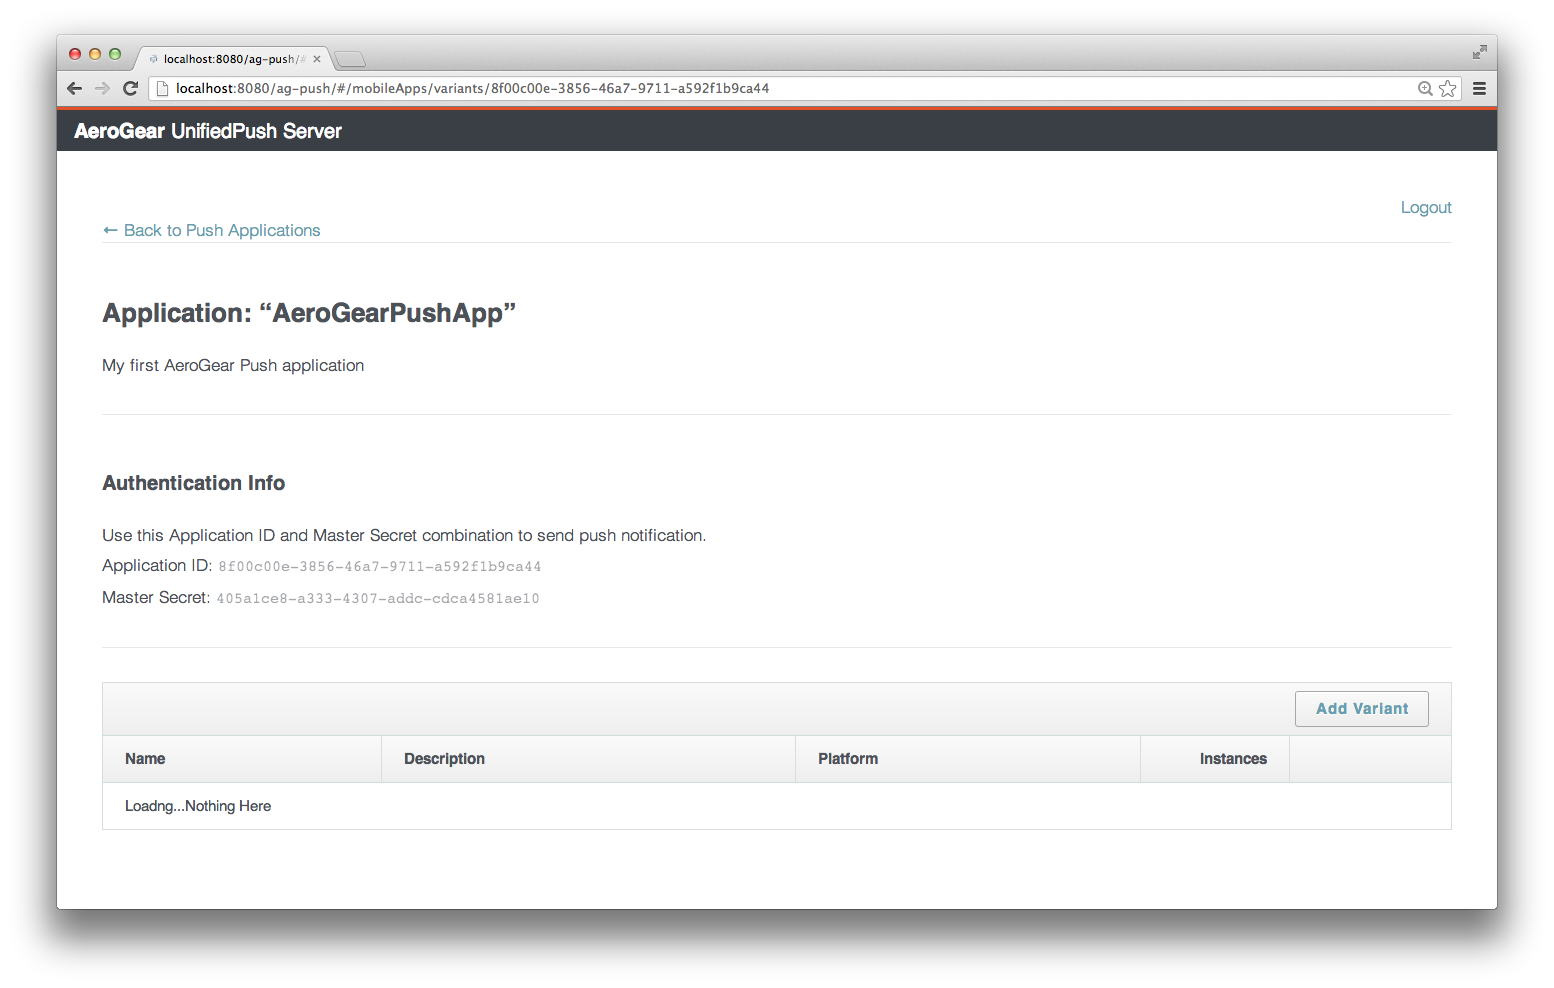 localhost:8080/ag-push/#
localhost:8080/ag-push/#/mobileApps/variants/8f00c00e-3856-46a7-9711-a592f1b9ca44
AeroGear UnifiedPush Server
Logout
← Back to Push Applications
Application: “AeroGearPushApp”
My first AeroGear Push application
Authentication Info
Use this Application ID and Master Secret combination to send push notification.
Application ID: 8f00c00e-3856-46a7-9711-a592f1b9ca44
Master Secret: 405a1ce8-a333-4307-addc-cdca4581ae10
Add Variant
Name Description Platform Instances
Loadng...Nothing Here